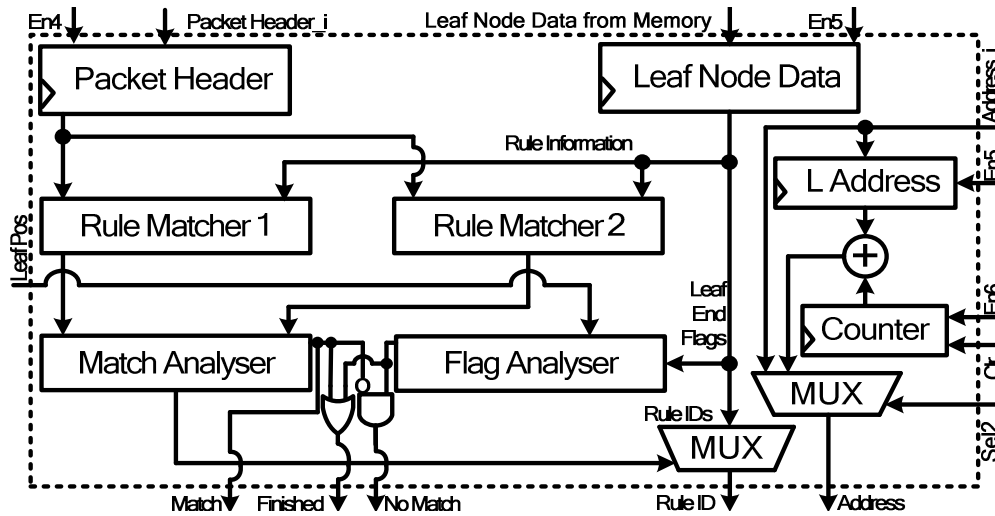 En4
Packet Header_i
Leaf Node Data from Memory
En5
Packet Header
Leaf Node Data
Address_i
Rule Information
L Address
En5
Rule Matcher 1
Rule Matcher 2
Leaf Pos
+
Leaf
End
Flags
En6
Counter
Match Analyser
Flag Analyser
Clr
MUX
Rule IDs
Sel2
MUX
Match
Finished
No Match
Rule ID
Address